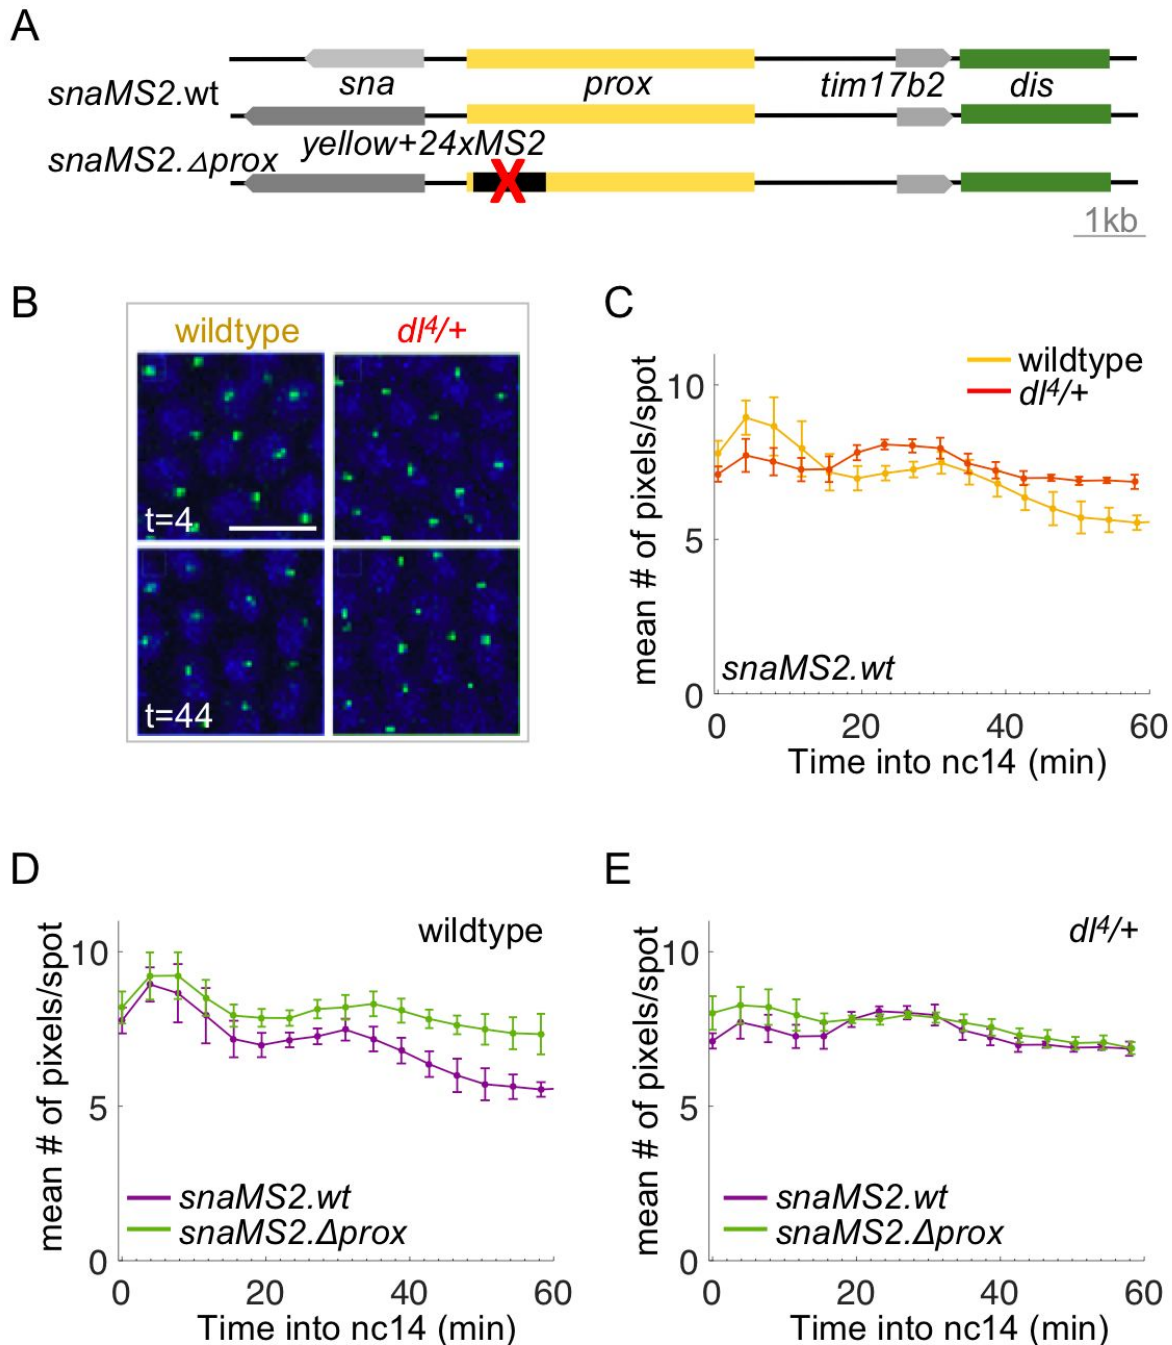 A
sna
prox
tim17b2
dis
snaMS2.wt
yellow+24xMS2
snaMS2.Δprox
X
1kb
B
wildtype
dl4/+
t=4
t=44
C
wildtype
dl4/+
10
5
0
mean # of pixels/spot
snaMS2.wt
0 20 40 60
Time into nc14 (min)
D
wildtype
10
5
0
mean # of pixels/spot
snaMS2.wt
snaMS2.Δprox
0 20 40 60
Time into nc14 (min)
E
dl4/+
10
5
0
mean # of pixels/spot
snaMS2.wt
snaMS2.Δprox
0 20 40 60
Time into nc14 (min)